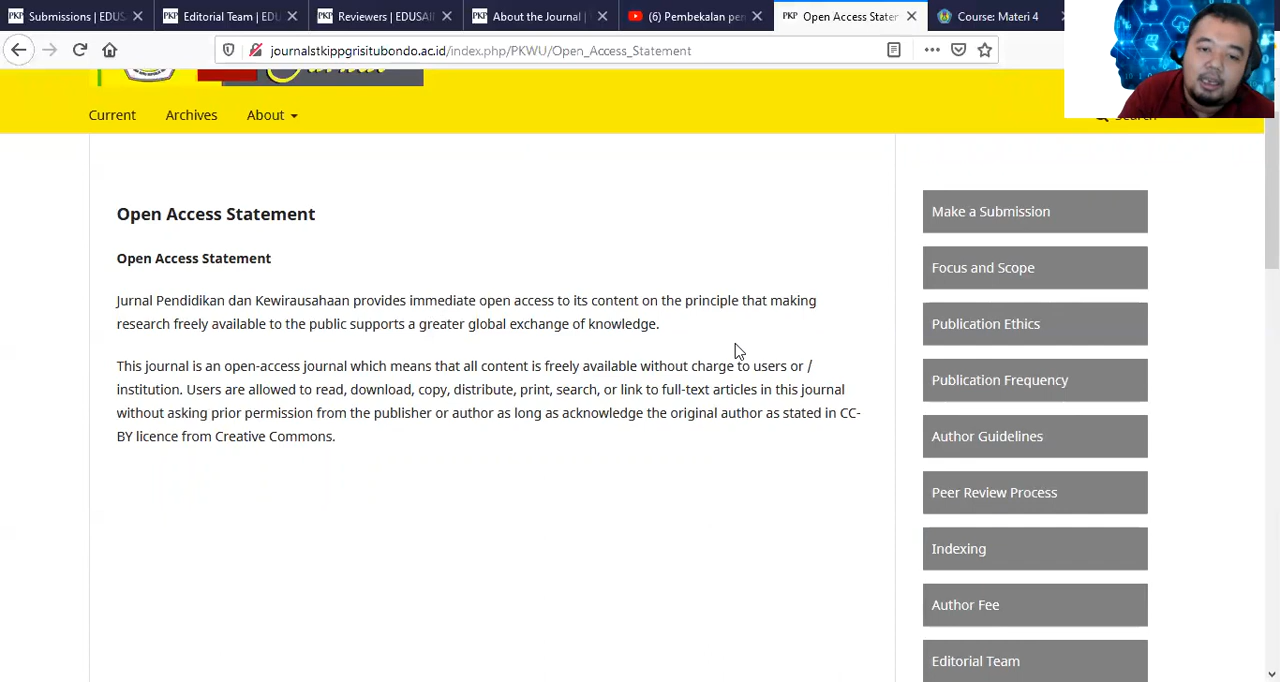 Submissions | EDUS
Editorial Team | EDU
Reviewers | EDUSAI
About the Journal |
(6) Pembekalan pen
Open Access Stater
Course: Materi 4
journalstkippgrisitubondo.ac.id/index.php/PKWU/Open_Access_Statement
Current
Archives
About
Search
Open Access Statement
Open Access Statement
Jurnal Pendidikan dan Kewirausahaan provides immediate open access to its content on the principle that making
research freely available to the public supports a greater global exchange of knowledge.
This journal is an open-access journal which means that all content is freely available without charge to users or /
institution. Users are allowed to read, download, copy, distribute, print, search, or link to full-text articles in this journal
without asking prior permission from the publisher or author as long as acknowledge the original author as stated in CC-
BY licence from Creative Commons.
Make a Submission
Focus and Scope
Publication Ethics
Publication Frequency
Author Guidelines
Peer Review Process
Indexing
Author Fee
Editorial Team